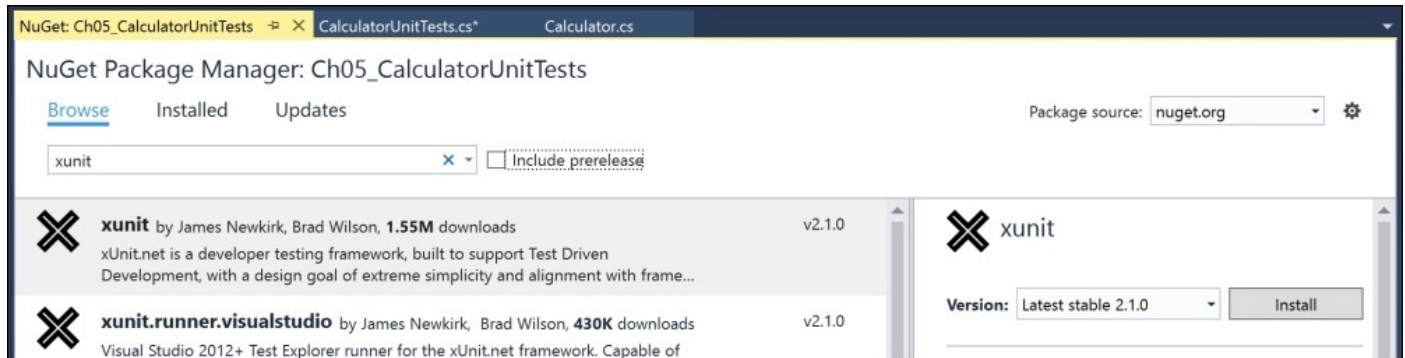 NuGet: Ch05_CalculatorUnitTests CalculatorUnitTests.cs* Calculator.cs
NuGet Package Manager: Ch05_CalculatorUnitTests
Browse Installed Updates
Package source: nuget.org
xunit Include prerelease
xunit by James Newkirk, Brad Wilson, 1.55M downloads v2.1.0
xUnit.net is a developer testing framework, built to support Test Driven
Development, with a design goal of extreme simplicity and alignment with frame...
xunit.runner.visualstudio by James Newkirk, Brad Wilson, 430K downloads v2.1.0
Visual Studio 2012+ Test Explorer runner for the xUnit.net framework. Capable of
xunit
Version: Latest stable 2.1.0 Install